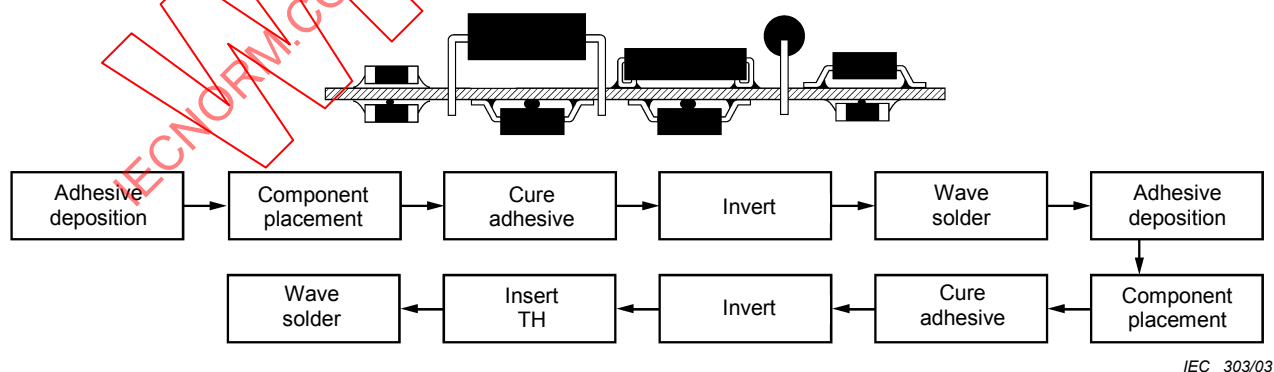 IECNORM.CO
Adhesive
deposition
Component
placement
Cure
adhesive
Invert
Wave
solder
Adhesive
deposition
Component
placement
Cure
adhesive
Invert
Insert
TH
Wave
solder
IEC 303/03